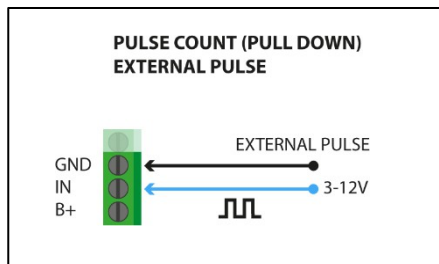 PULSE COUNT (PULL DOWN)
EXTERNAL PULSE
EXTERNAL PULSE
GND
IN
3-12V
B+